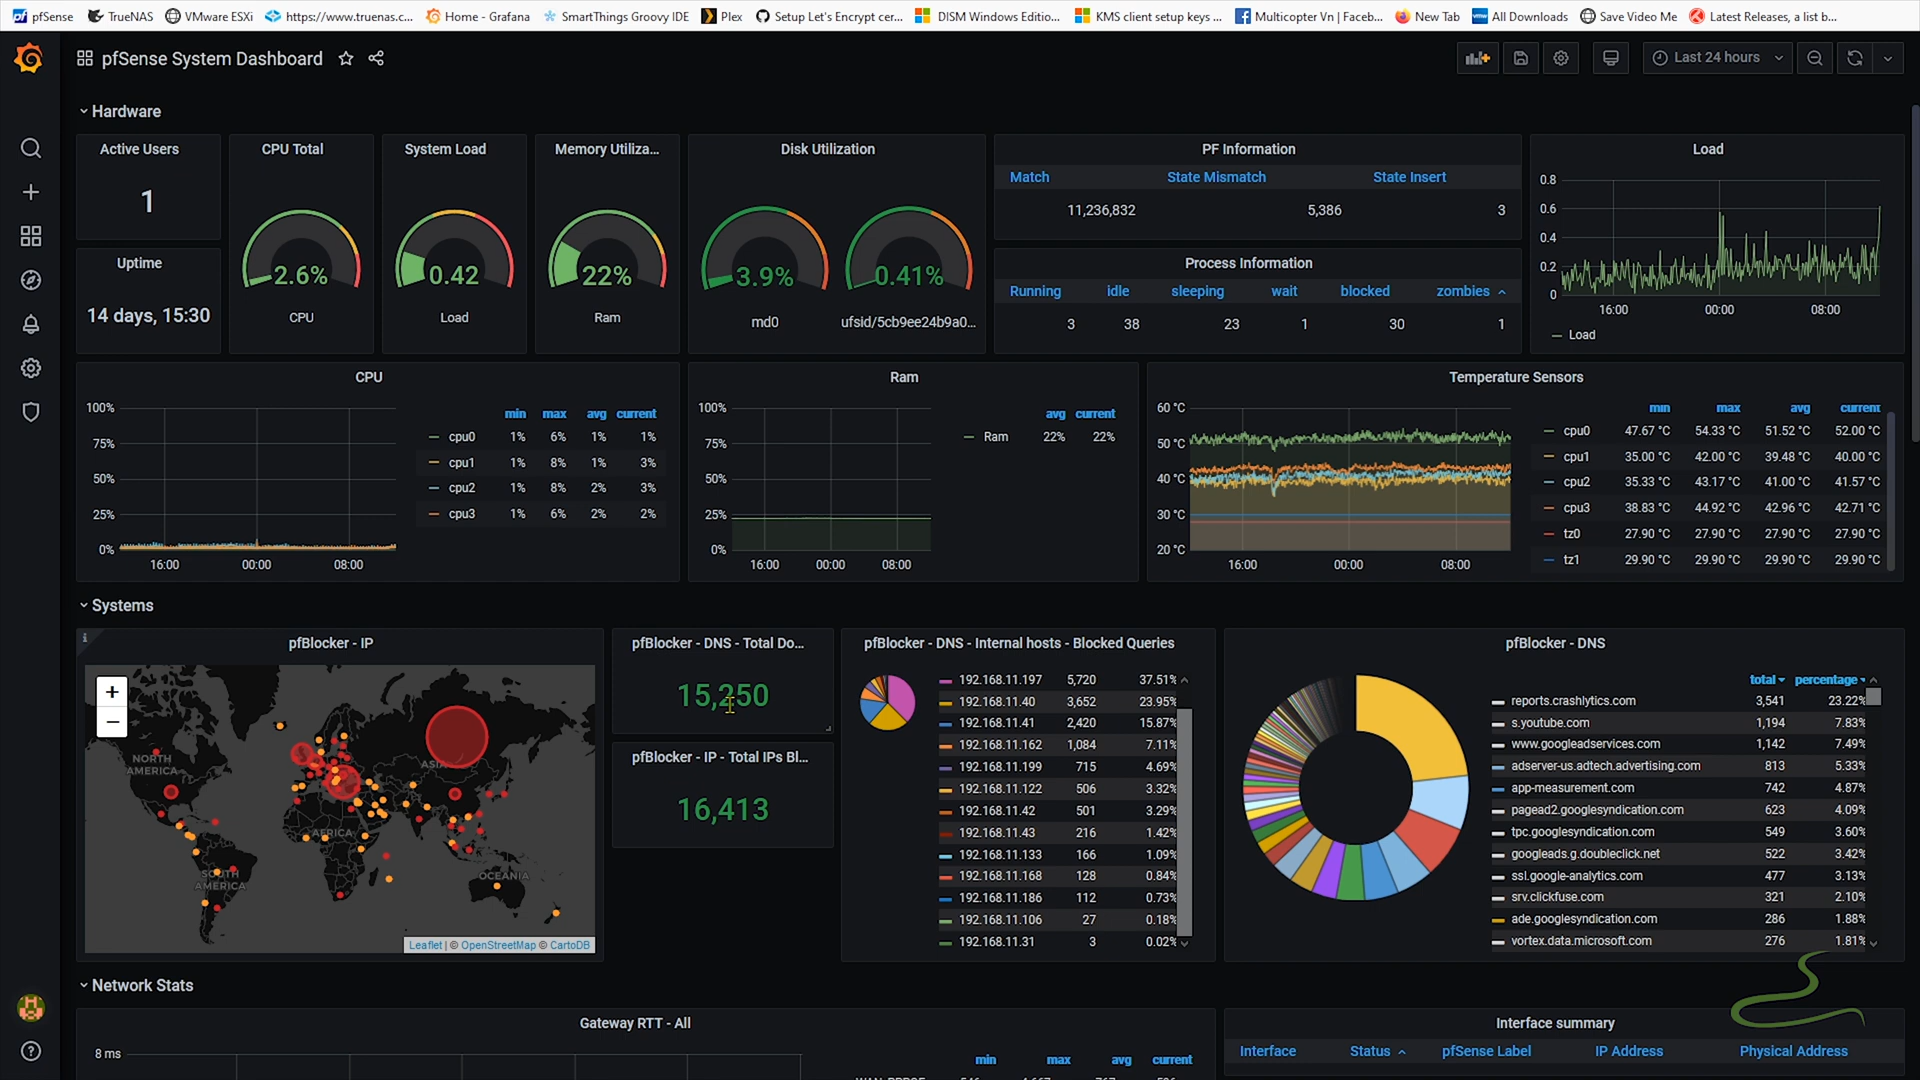 pfSense TrueNAS VMware ESXi https://www.truenas.c... Home - Grafana SmartThings Groovy IDE Plex Setup Let's Encrypt cer... DISM Windows Editio... KMS client setup keys ... Multicopter Vn | Faceb... New Tab All Downloads Save Video Me Latest Releases, a list b...
pfSense System Dashboard
Last 24 hours
Hardware
Active Users
1
Uptime
14 days, 15:30
CPU Total
2.6%
CPU
System Load
0.42
Load
Memory Utiliza...
22%
Ram
Disk Utilization
3.9%
md0
0.41%
ufsid/5cb9ee24b9a0...
PF Information
Match State Mismatch State Insert
11,236,832 5,386 3
Process Information
Running idle sleeping wait blocked zombies
3 38 23 1 30 1
Load
0.8
0.6
0.4
0.2
0
16:00 00:00 08:00
Load
CPU
100%
75%
50%
25%
0%
16:00 00:00 08:00
min max avg current
cpu0 1% 6% 1% 1%
cpu1 1% 8% 1% 3%
cpu2 1% 8% 2% 3%
cpu3 1% 6% 2% 2%
Ram
100%
75%
50%
25%
0%
16:00 00:00 08:00
avg current
Ram 22% 22%
Temperature Sensors
60 °C
50 °C
40 °C
30 °C
20 °C
16:00 00:00 08:00
min max avg current
cpu0 47.67 °C 54.33 °C 51.52 °C 52.00 °C
cpu1 35.00 °C 42.00 °C 39.48 °C 40.00 °C
cpu2 35.33 °C 43.17 °C 41.00 °C 41.57 °C
cpu3 38.83 °C 44.92 °C 42.96 °C 42.71 °C
tz0 27.90 °C 27.90 °C 27.90 °C 27.90 °C
tz1 29.90 °C 29.90 °C 29.90 °C 29.90 °C
Systems
pfBlocker - IP
+
−
NORTH
AMERICA
ASIA
AFRICA
SOUTH
AMERICA
OCEANIA
Leaflet | © OpenStreetMap © CartoDB
pfBlocker - DNS - Total Do...
15,250
pfBlocker - IP - Total IPs Bl...
16,413
pfBlocker - DNS - Internal hosts - Blocked Queries
192.168.11.197 5,720 37.51%
192.168.11.40 3,652 23.95%
192.168.11.41 2,420 15.87%
192.168.11.162 1,084 7.11%
192.168.11.199 715 4.69%
192.168.11.122 506 3.32%
192.168.11.42 501 3.29%
192.168.11.43 216 1.42%
192.168.11.133 166 1.09%
192.168.11.168 128 0.84%
192.168.11.186 112 0.73%
192.168.11.106 27 0.18%
192.168.11.31 3 0.02%
pfBlocker - DNS
total percentage
reports.crashlytics.com 3,541 23.22%
s.youtube.com 1,194 7.83%
www.googleadservices.com 1,142 7.49%
adserver-us.adtech.advertising.com 813 5.33%
app-measurement.com 742 4.87%
pagead2.googlesyndication.com 623 4.09%
tpc.googlesyndication.com 549 3.60%
googleads.g.doubleclick.net 522 3.42%
ssl.google-analytics.com 477 3.13%
srv.clickfuse.com 321 2.10%
ade.googlesyndication.com 286 1.88%
vortex.data.microsoft.com 276 1.81%
Network Stats
Gateway RTT - All
8 ms
min max avg current
Interface summary
Interface Status pfSense Label IP Address Physical Address